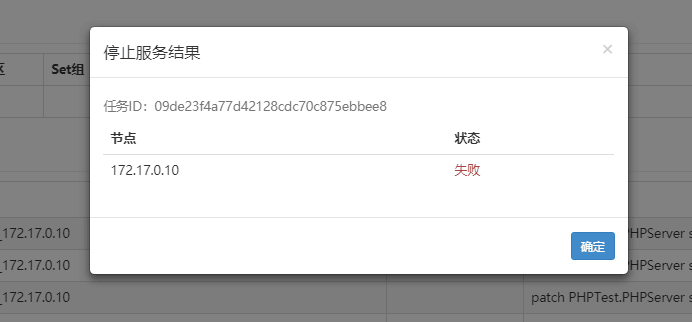 停止服务结果
×
区 Set组
任务ID：09de23f4a77d42128cdc70c875ebbee8
节点 状态
172.17.0.10 失败
确定
_172.17.0.10 PHPServer s
_172.17.0.10 PHPServer s
_172.17.0.10 patch PHPTest.PHPServer s